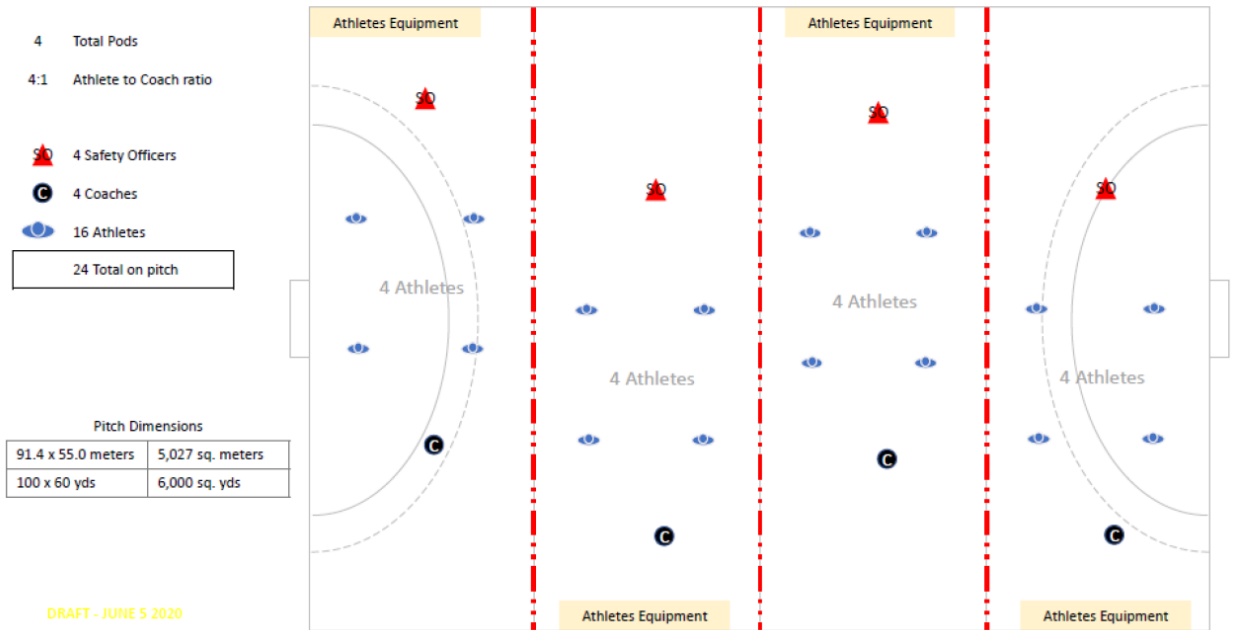 4 Total Pods
4:1 Athlete to Coach ratio
SO 4 Safety Officers
C 4 Coaches
16 Athletes
24 Total on pitch
Pitch Dimensions
91.4 x 55.0 meters 5,027 sq. meters
100 x 60 yds 6,000 sq. yds
DRAFT - JUNE 5 2020
Athletes Equipment
SO
4 Athletes
C
SO
4 Athletes
C
Athletes Equipment
Athletes Equipment
SO
4 Athletes
C
SO
4 Athletes
C
Athletes Equipment